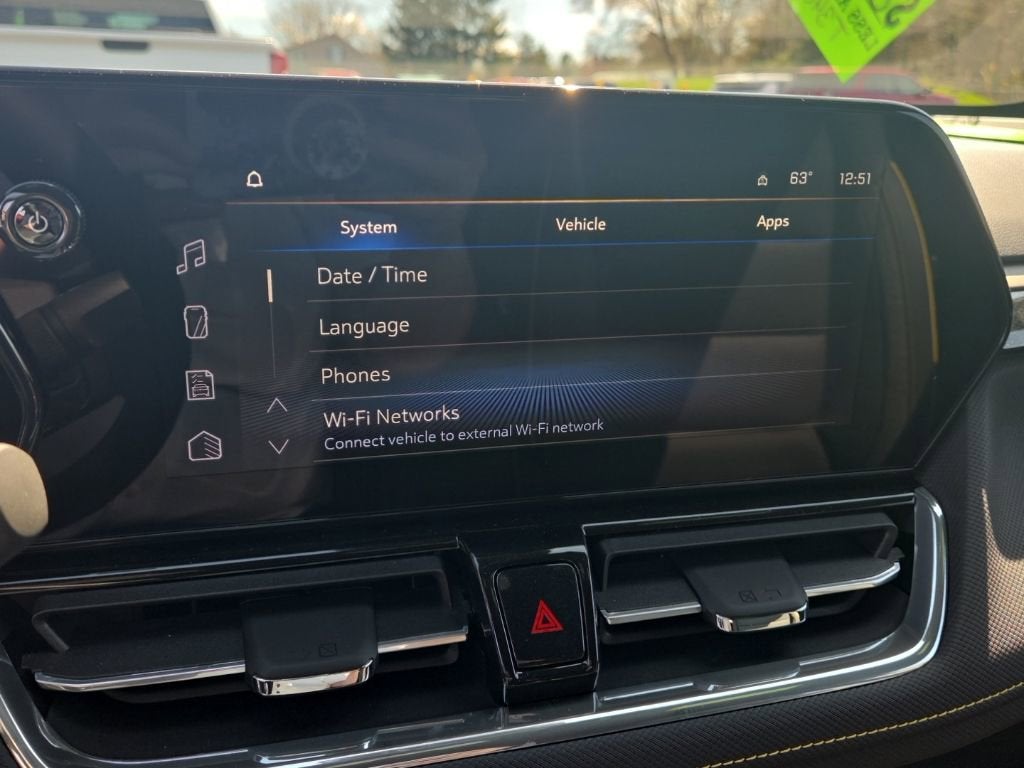 LESS
63° 12:51
System Vehicle Apps
Date / Time
Language
Phones
Wi-Fi Networks
Connect vehicle to external Wi-Fi network